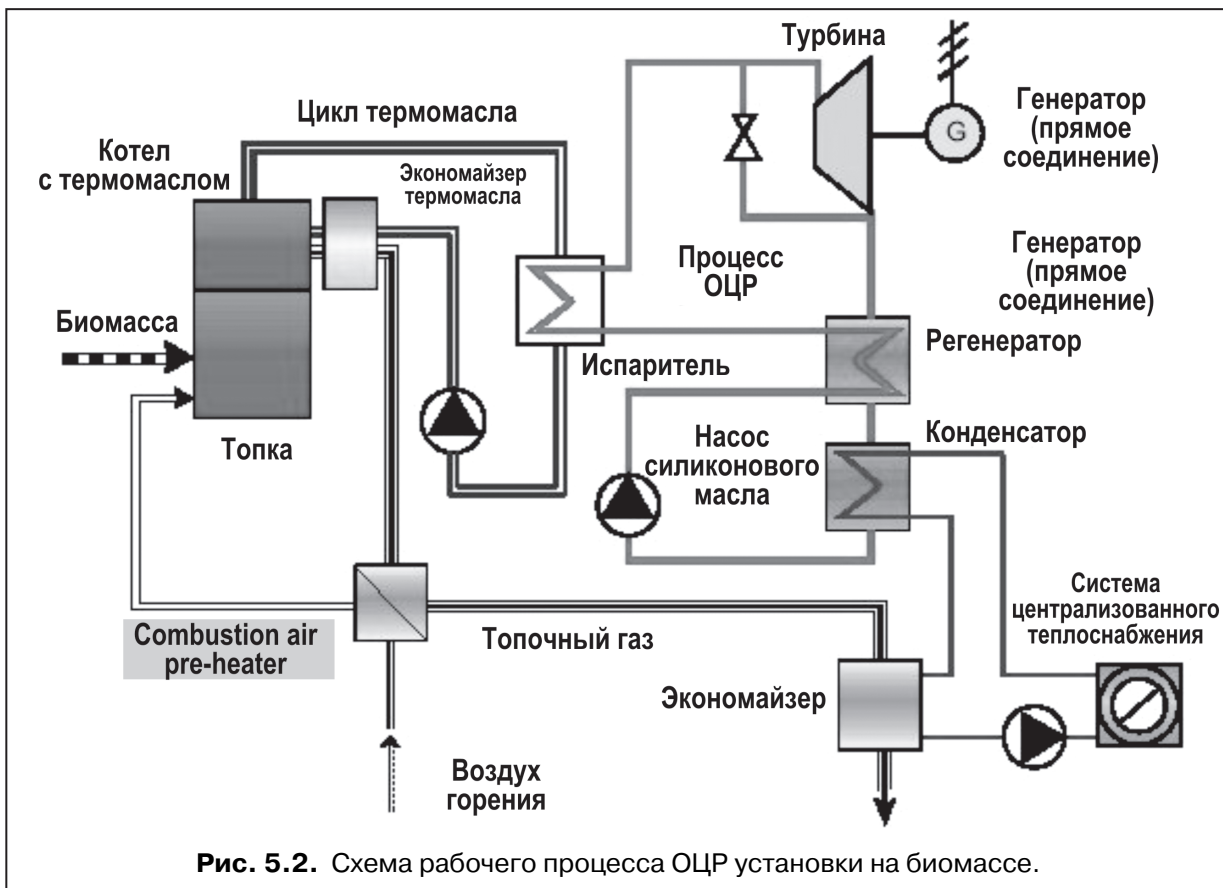 Турбина
Генератор
(прямое
соединение)
G
Цикл термомасла
Котел
с термомаслом
Экономайзер
термомасла
Процесс
ОЦР
Генератор
(прямое
соединение)
Биомасса
Испаритель
Регенератор
Топка
Насос
силиконового
масла
Конденсатор
Combustion air
pre-heater
Топочный газ
Система
централизованного
теплоснабжения
Экономайзер
Воздух
горения
Рис. 5.2. Схема рабочего процесса ОЦР установки на биомассе.